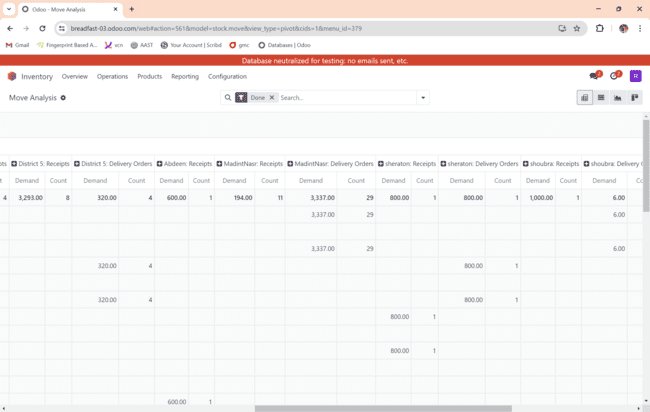 Odoo - Move Analysis
breadfast-03.odoo.com/web#action=561&model=stock.move&view_type=pivot&cids=1&menu_id=379
Gmail Fingerprint Based A... vcn AAST Your Account | Scribd gmc Databases | Odoo
Database neutralized for testing: no emails sent, etc.
Inventory Overview Operations Products Reporting Configuration R
Move Analysis Done Search...
pts District 5: Receipts District 5: Delivery Orders Abdeen: Receipts MadintNasr: Receipts MadintNasr: Delivery Orders sheraton: Receipts sheraton: Delivery Orders shoubra: Receipts shoubra: Delivery
t Demand Count Demand Count Demand Count Demand Count Demand Count Demand Count Demand Count Demand Count Demand Co
4 3,293.00 8 320.00 4 600.00 1 194.00 11 3,337.00 29 800.00 1 800.00 1 1,000.00 1 6.00
3,337.00 29 6.00
3,337.00 29 6.00
320.00 4 800.00 1
320.00 4 800.00 1
800.00 1
800.00 1
600.00 1